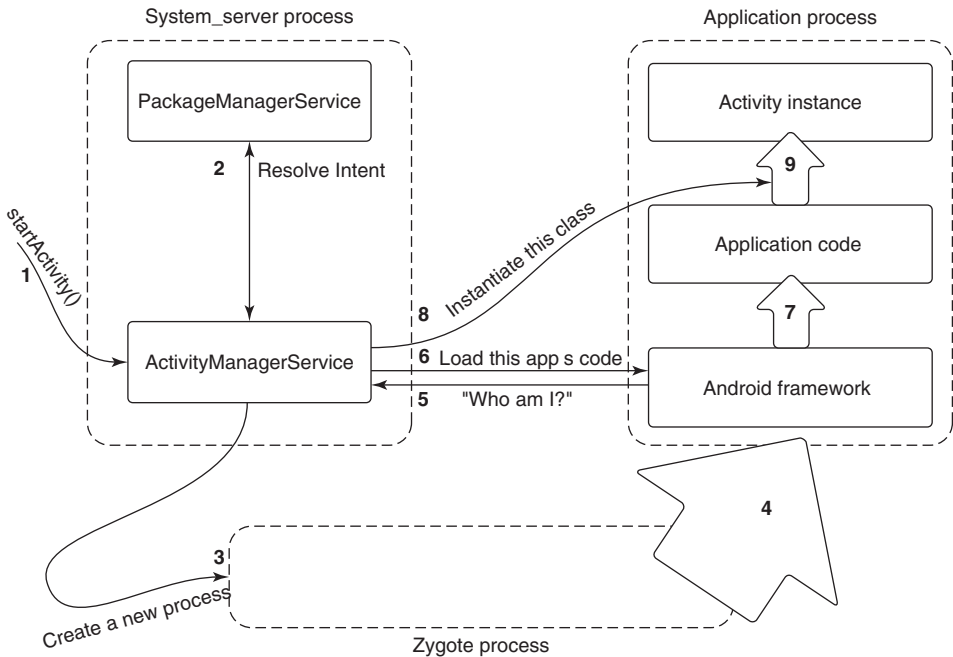 System_server process
Application process
PackageManagerService
Activity instance
2
Resolve Intent
9
startActivity()
1
Instantiate this class
8
Application code
7
ActivityManagerService
6 Load this app s code
5 "Who am I?"
Android framework
4
3
Create a new process
Zygote process